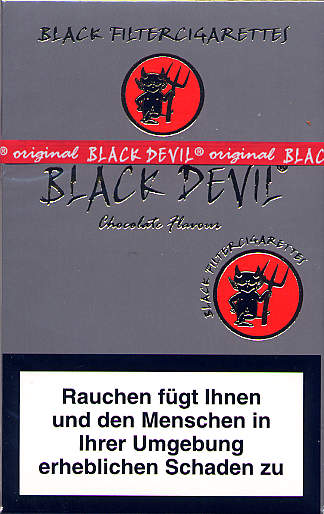 BLACK FILTERCIGARETTES
® original BLACK DEVIL® original BLAC
BLACK DEVIL®
Chocolate Flavour
BLACK FILTERCIGARETTES
Rauchen fügt Ihnen
und den Menschen in
Ihrer Umgebung
erheblichen Schaden zu